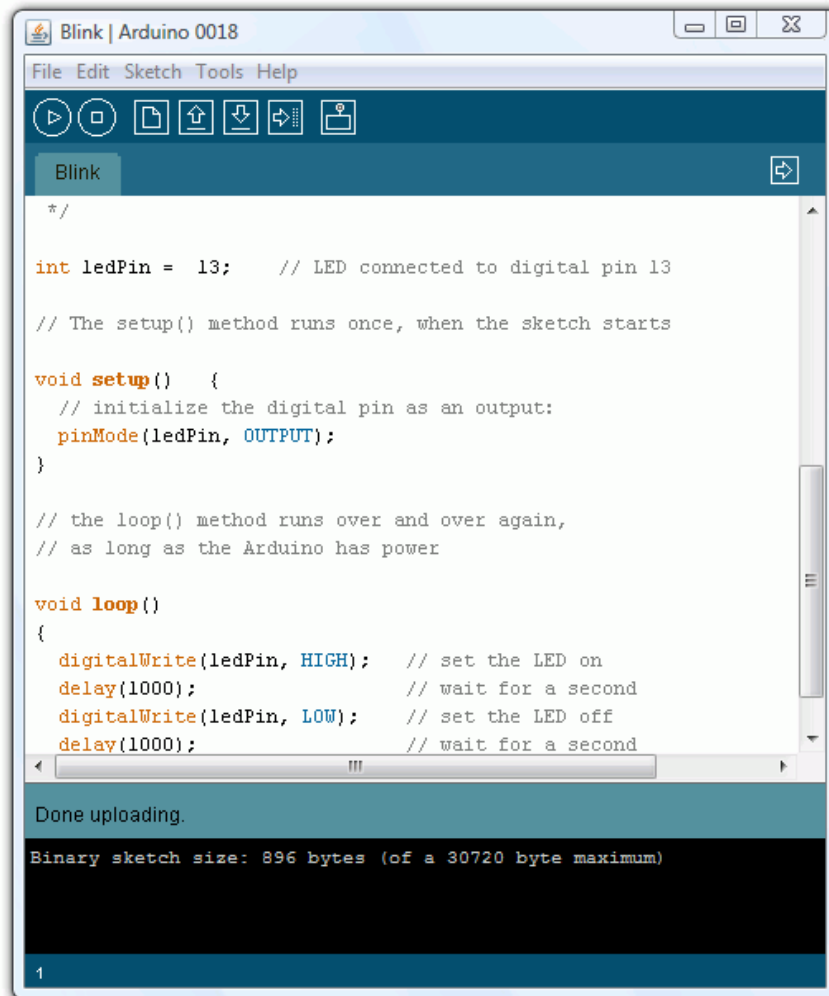 Blink | Arduino 0018
File Edit Sketch Tools Help
Blink
 */
int ledPin =  13;    // LED connected to digital pin 13
// The setup() method runs once, when the sketch starts
void setup()   {
  // initialize the digital pin as an output:
  pinMode(ledPin, OUTPUT);
}
// the loop() method runs over and over again,
// as long as the Arduino has power
void loop()
{
  digitalWrite(ledPin, HIGH);   // set the LED on
  delay(1000);                  // wait for a second
  digitalWrite(ledPin, LOW);    // set the LED off
  delay(1000);                  // wait for a second
Done uploading.
Binary sketch size: 896 bytes (of a 30720 byte maximum)
1